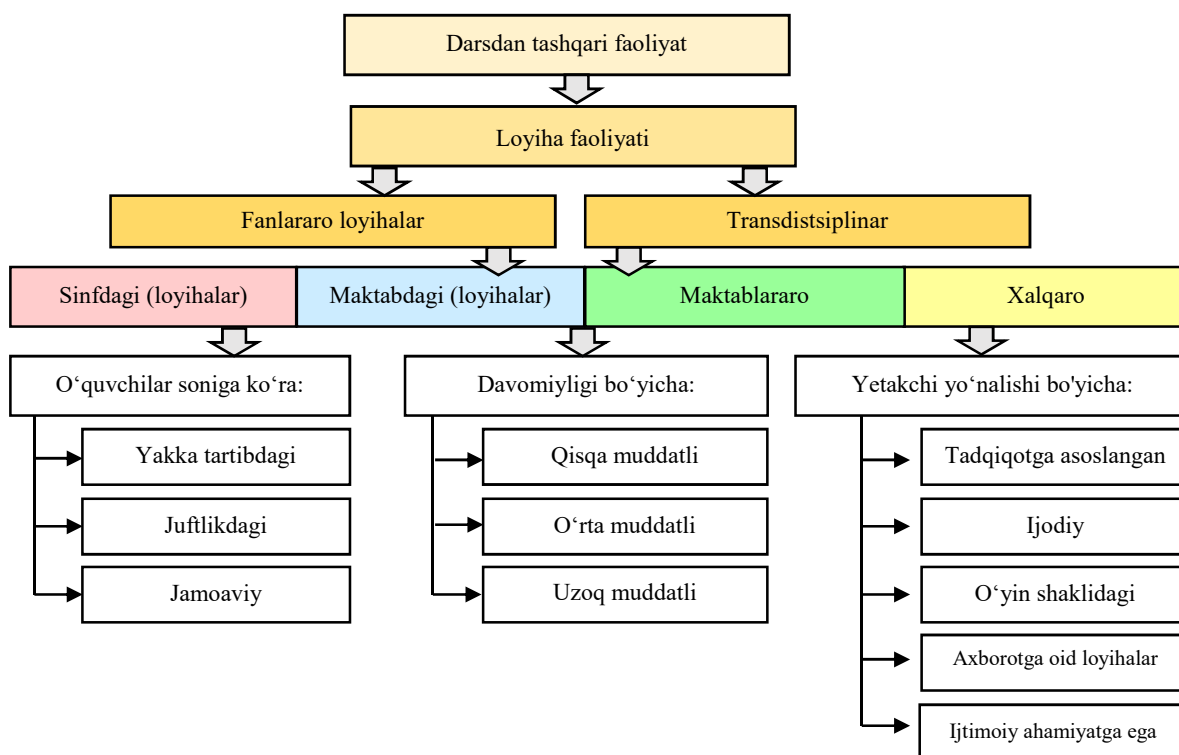 Darsdan tashqari faoliyat
Loyiha faoliyati
Fanlararo loyihalar
Transdistsiplinar
Sinfdagi (loyihalar)
Maktabdagi (loyihalar)
Maktablararo
Xalqaro
O‘quvchilar soniga ko‘ra:
Yakka tartibdagi
Juftlikdagi
Jamoaviy
Davomiyligi bo‘yicha:
Qisqa muddatli
O‘rta muddatli
Uzoq muddatli
Yetakchi yo‘nalishi bo'yicha:
Tadqiqotga asoslangan
Ijodiy
O‘yin shaklidagi
Axborotga oid loyihalar
Ijtimoiy ahamiyatga ega